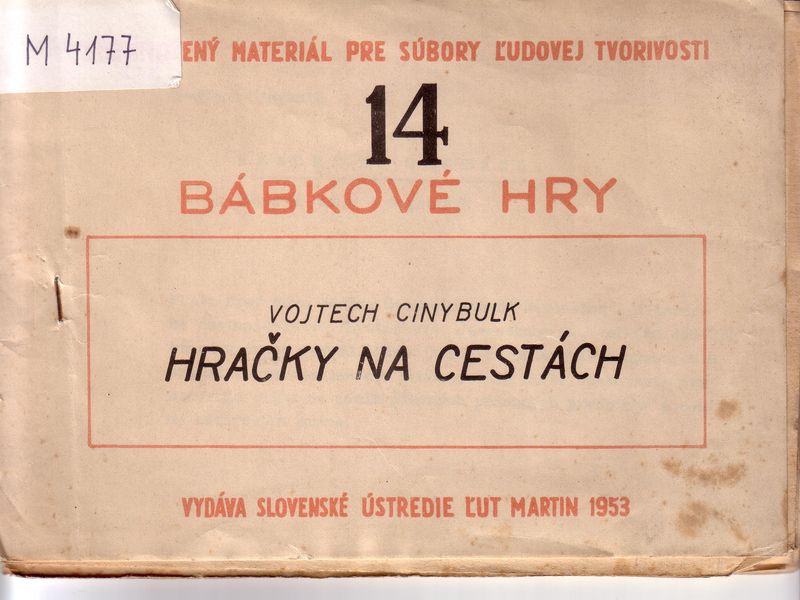 M 4177
MATERIÁL PRE SÚBORY ĽUDOVEJ TVORIVOSTI
14
BÁBKOVÉ HRY
VOJTECH CINYBULK
HRAČKY NA CESTÁCH
VYDÁVA SLOVENSKÉ ÚSTREDIE ĽUT MARTIN 1953